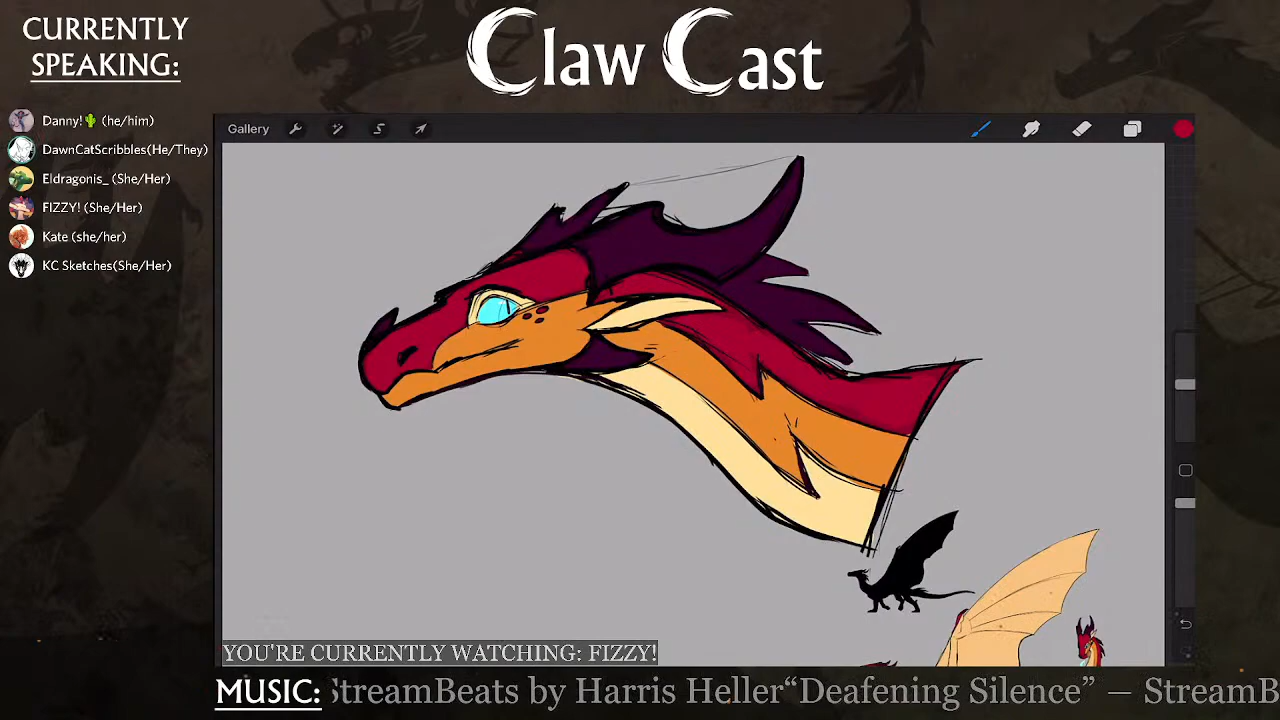 CURRENTLY
SPEAKING:
Claw Cast
Gallery
Danny!🌵 (he/him)
DawnCatScribbles(He/They)
Eldragonis_ (She/Her)
FIZZY! (She/Her)
Kate (she/her)
KC Sketches(She/Her)
YOU'RE CURRENTLY WATCHING: FIZZY!
MUSIC: StreamBeats by Harris Heller“Deafening Silence” — StreamB